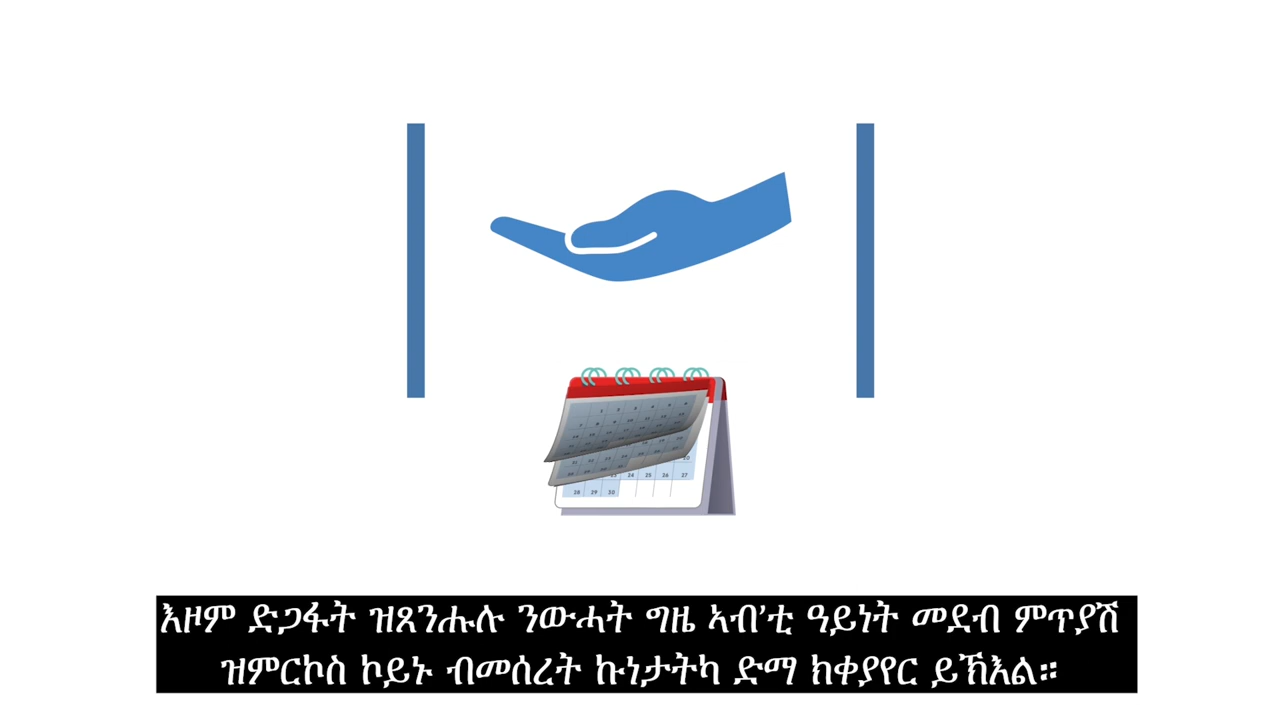 እዞም ድጋፋት ዝጸንሑሉ ንውሓት ግዜ ኣብ’ቲ ዓይነት መደብ ምጥያሽ
ዝምርኮስ ኮይኑ ብመሰረት ኩነታትካ ድማ ክቀያየር ይኽእል።